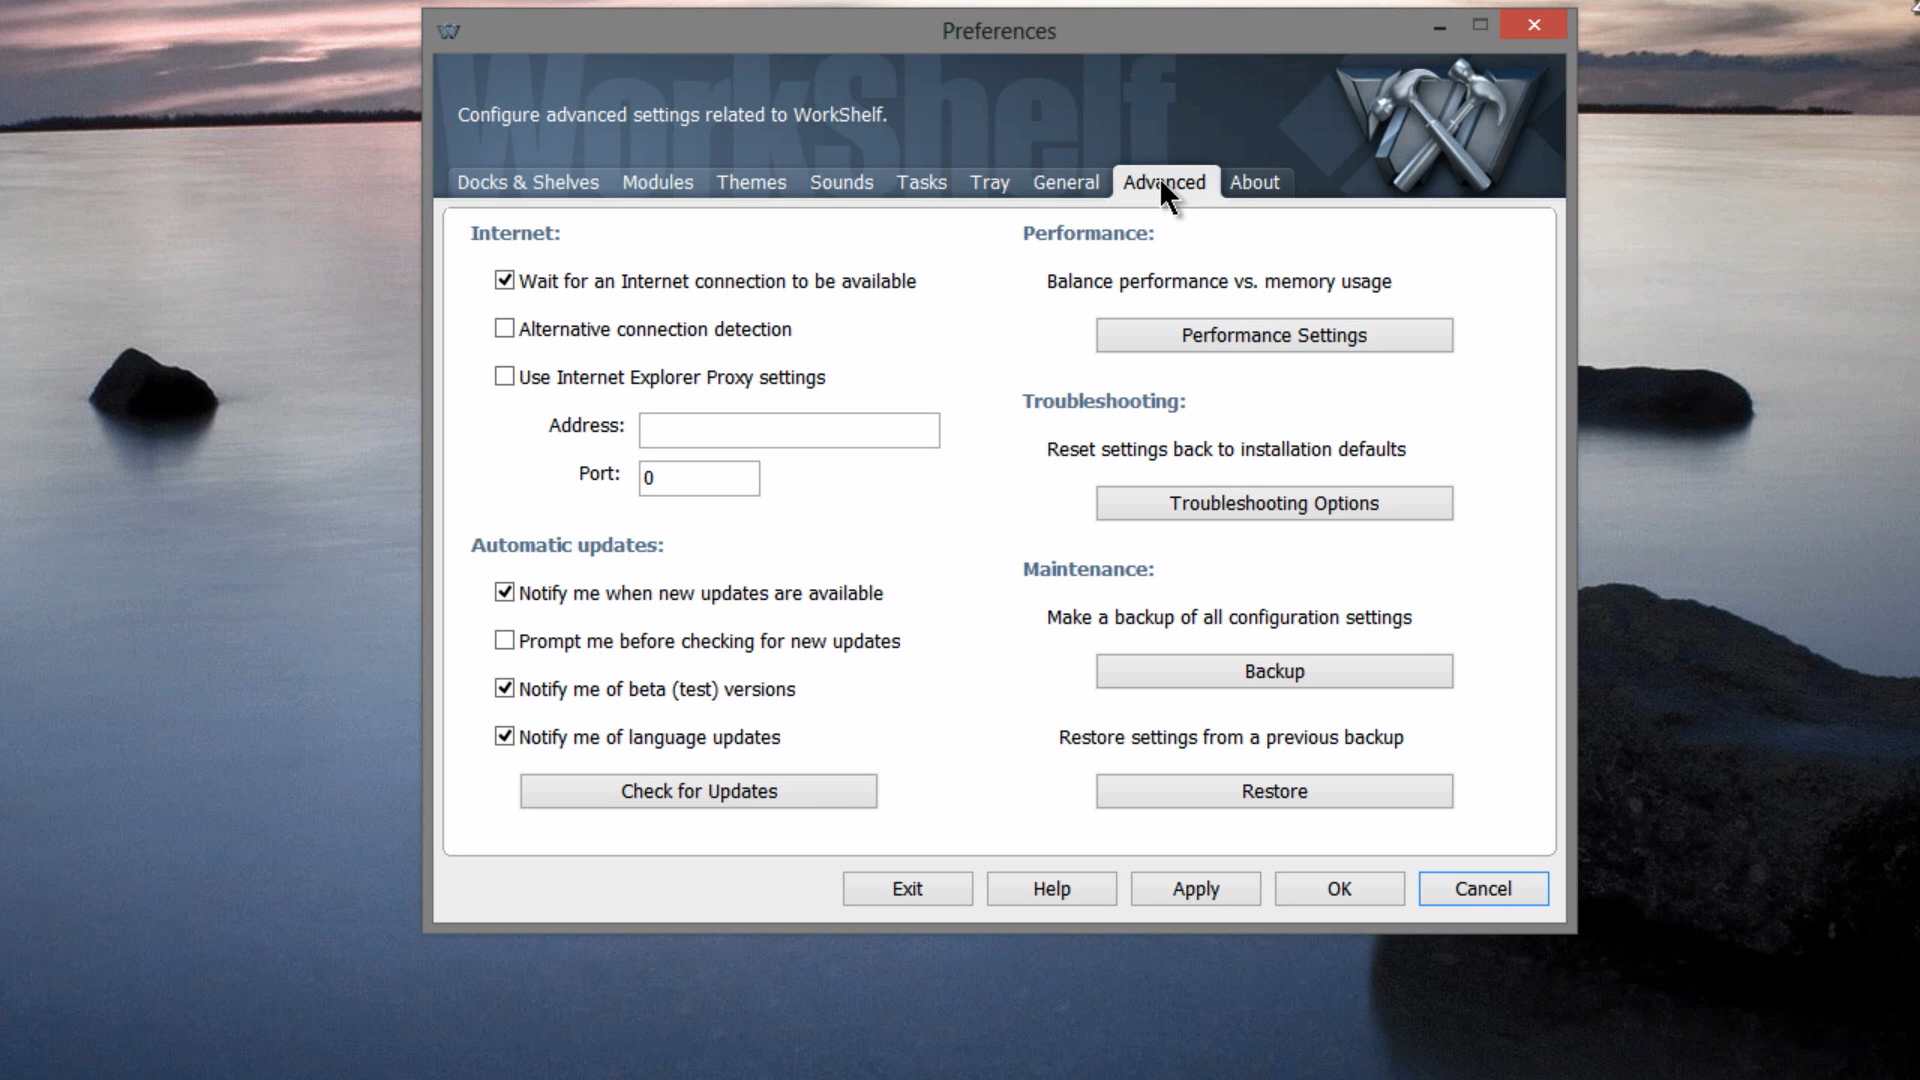 Preferences
WorkShelf
Configure advanced settings related to WorkShelf.
Docks & Shelves Modules Themes Sounds Tasks Tray General Advanced About
Internet:
Wait for an Internet connection to be available
Alternative connection detection
Use Internet Explorer Proxy settings
Address:
Port: 0
Automatic updates:
Notify me when new updates are available
Prompt me before checking for new updates
Notify me of beta (test) versions
Notify me of language updates
Check for Updates
Performance:
Balance performance vs. memory usage
Performance Settings
Troubleshooting:
Reset settings back to installation defaults
Troubleshooting Options
Maintenance:
Make a backup of all configuration settings
Backup
Restore settings from a previous backup
Restore
Exit Help Apply OK Cancel